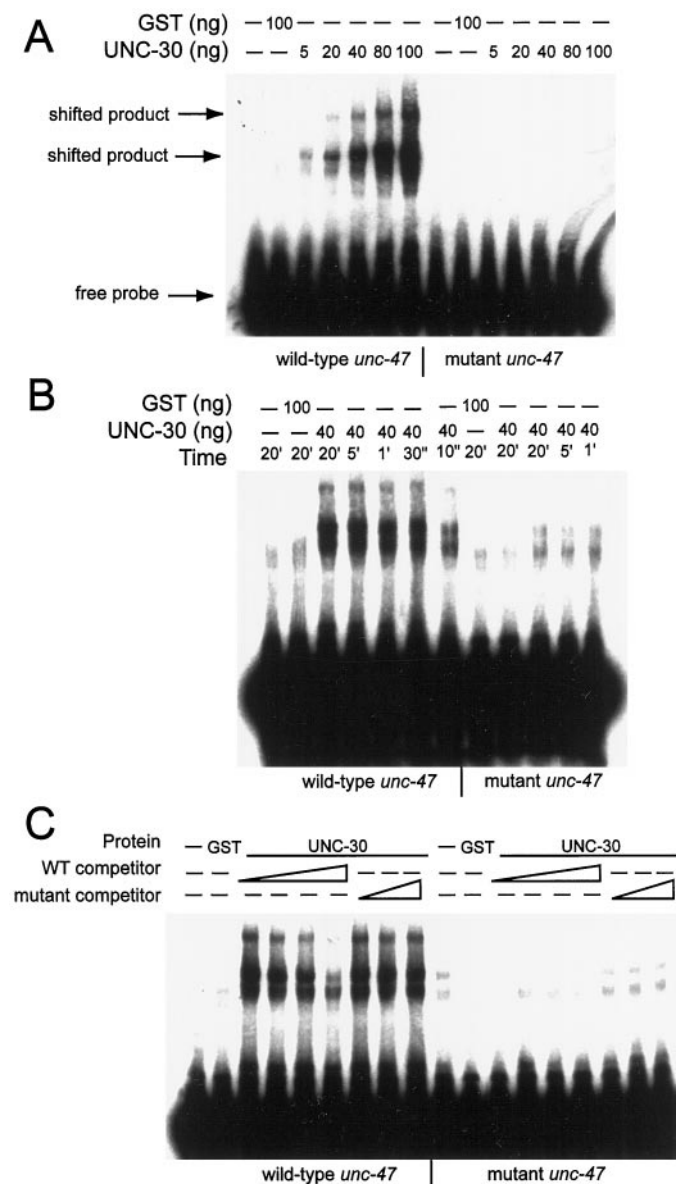 A
GST (ng) — 100 — — — — — — 100 — — — — —
UNC-30 (ng) — — 5 20 40 80 100 — — 5 20 40 80 100
shifted product
shifted product
free probe
wild-type unc-47 | mutant unc-47
B
GST (ng) — 100 — — — — — 100 — — — —
UNC-30 (ng) — — 40 40 40 40 40 — 40 40 40 40
Time 20' 20' 20' 5' 1' 30" 10" 20' 20' 20' 5' 1'
wild-type unc-47 | mutant unc-47
C
Protein — GST UNC-30 — GST UNC-30
WT competitor — — — — — — — — — —
mutant competitor — — — — — — — — — — — —
wild-type unc-47 | mutant unc-47